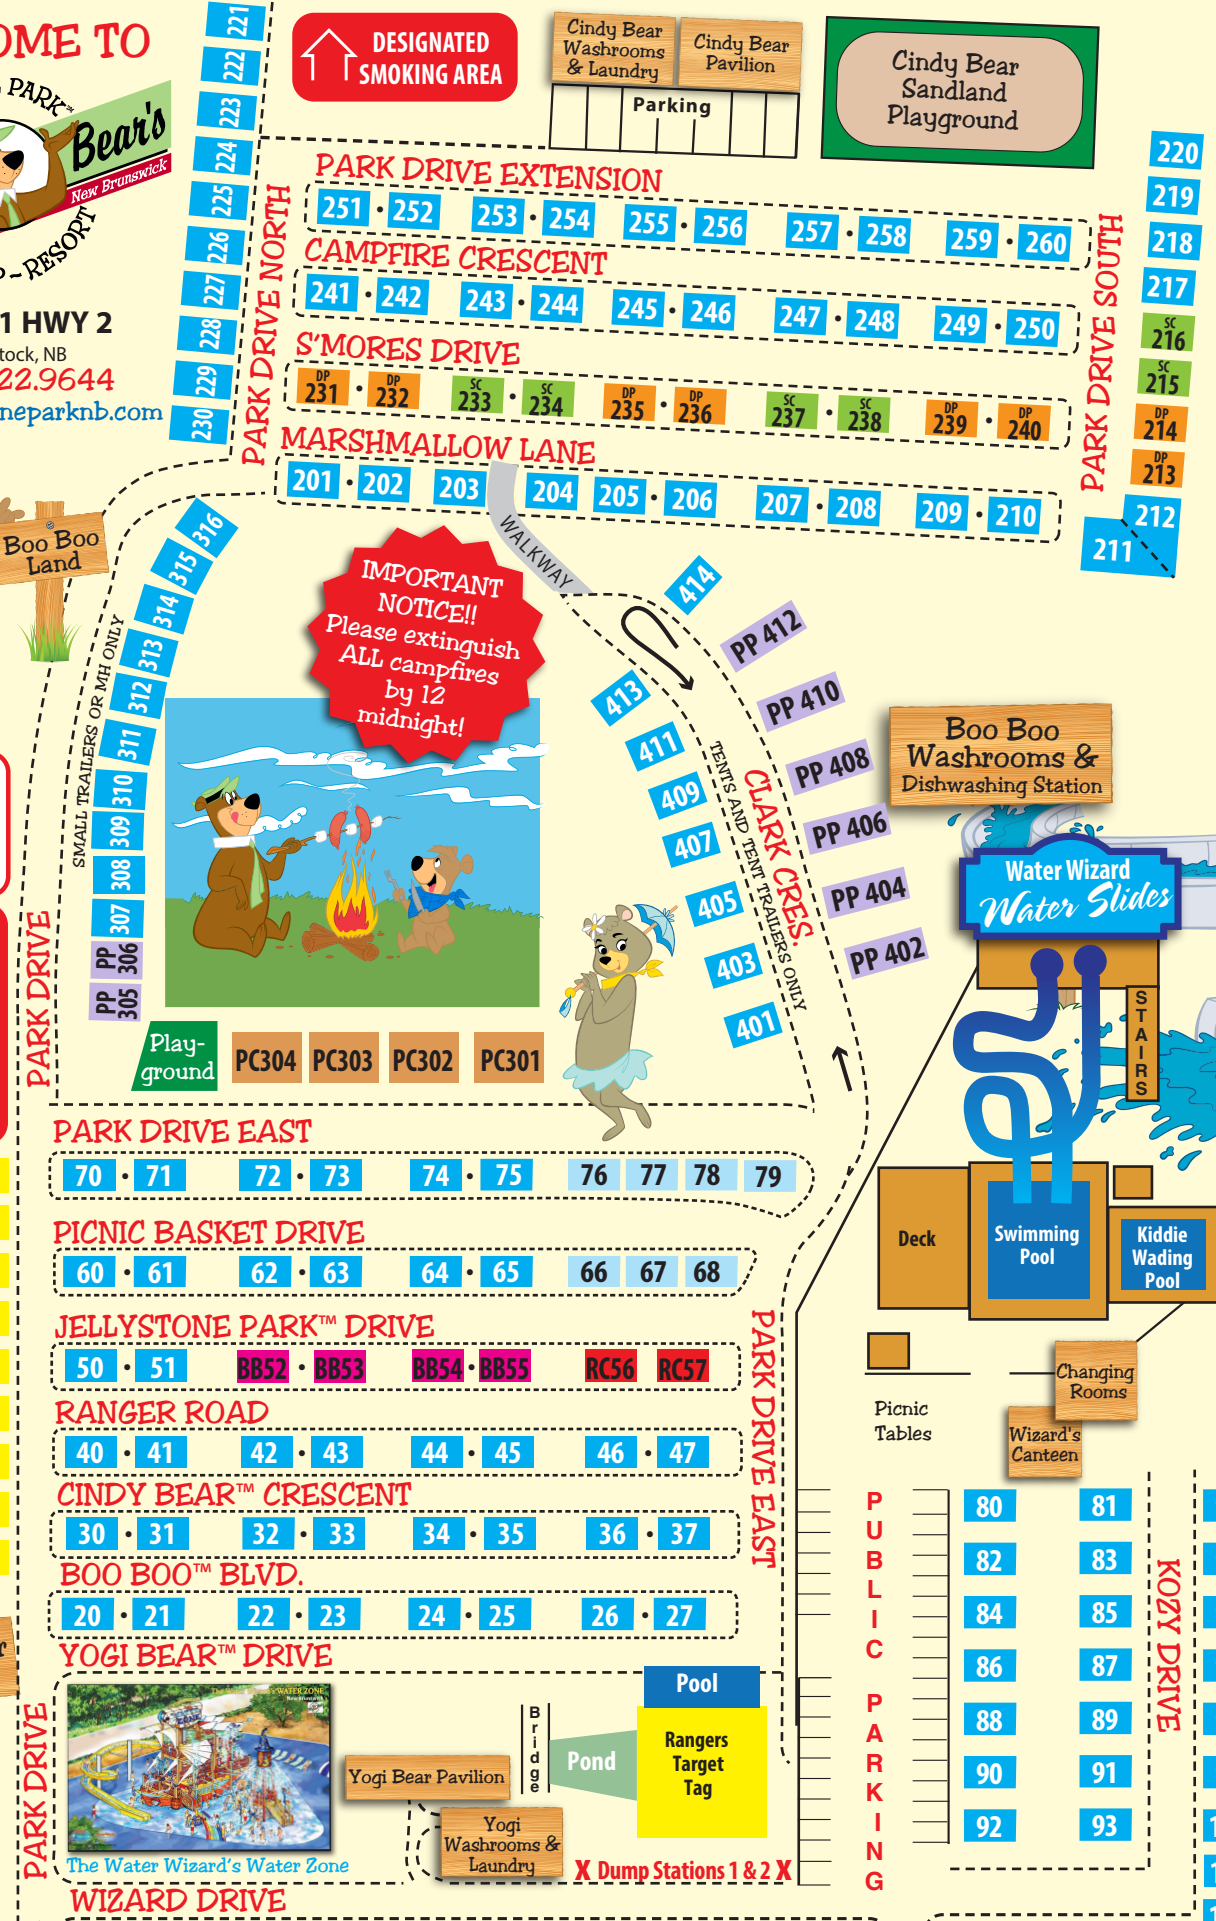 OME TO
PARK™
Bear's
New Brunswick
P~RESORT
1 HWY 2
tock, NB
22.9644
neparknb.com
221
222
223
224
225
226
227
228
229
230
PARK DRIVE NORTH
DESIGNATED
SMOKING AREA
Cindy Bear
Washrooms
& Laundry
Cindy Bear
Pavilion
Parking
Cindy Bear
Sandland
Playground
PARK DRIVE EXTENSION
251 • 252 253 • 254 255 • 256 257 • 258 259 • 260
CAMPFIRE CRESCENT
241 • 242 243 • 244 245 • 246 247 • 248 249 • 250
S'MORES DRIVE
DP 231 • DP 232 SC 233 • SC 234 DP 235 • DP 236 SC 237 • SC 238 DP 239 • DP 240
MARSHMALLOW LANE
201 • 202 203 204 205 • 206 207 • 208 209 • 210
PARK DRIVE SOUTH
220
219
218
217
SC
216
SC
215
DP
214
DP
213
212
211
Boo Boo
Land
WALKWAY
IMPORTANT
NOTICE!!
Please extinguish
ALL campfires
by 12
midnight!
SMALL TRAILERS OR MH ONLY
316
315
314
313
312
311
310
309
308
307
PP
306
PP
305
PARK DRIVE
Play-
ground
PC304 PC303 PC302 PC301
414
413
411
409
407
405
403
401
TENTS AND TENT TRAILERS ONLY
CLARK CRES.
PP 412
PP 410
PP 408
PP 406
PP 404
PP 402
Boo Boo
Washrooms &
Dishwashing Station
Water Wizard
Water Slides
STAIRS
Deck
Swimming
Pool
Kiddie
Wading
Pool
Changing
Rooms
Picnic
Tables
Wizard's
Canteen
PARK DRIVE EAST
70 • 71 72 • 73 74 • 75 76 77 78 79
PICNIC BASKET DRIVE
60 • 61 62 • 63 64 • 65 66 67 68
JELLYSTONE PARK™ DRIVE
50 • 51 BB52 • BB53 BB54 • BB55 RC56 RC57
RANGER ROAD
40 • 41 42 • 43 44 • 45 46 • 47
CINDY BEAR™ CRESCENT
30 • 31 32 • 33 34 • 35 36 • 37
BOO BOO™ BLVD.
20 • 21 22 • 23 24 • 25 26 • 27
YOGI BEAR™ DRIVE
PARK DRIVE EAST
PUBLIC PARKING
80 81
82 83
84 85
86 87
88 89
90 91
92 93
KOZY DRIVE
PARK DRIVE
The Water Wizard's Water Zone
Yogi Bear Pavilion
Yogi
Washrooms &
Laundry
Bridge
Pond
Pool
Rangers
Target
Tag
X Dump Stations 1 & 2 X
WIZARD DRIVE